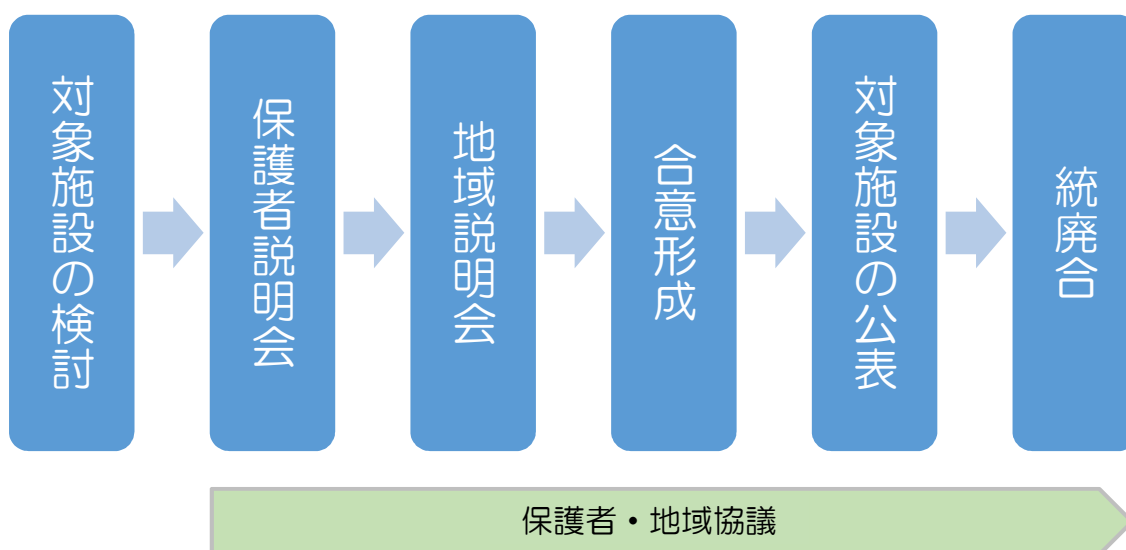 対象施設の検討
保護者説明会
地域説明会
合意形成
対象施設の公表
統廃合
保護者・地域協議